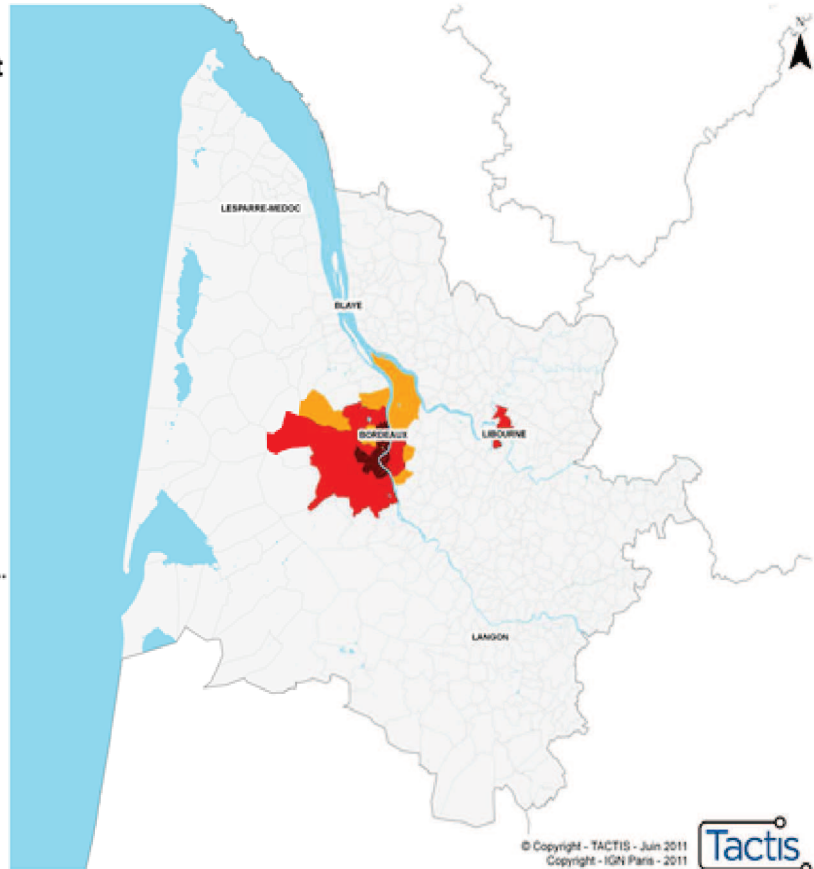 N
LESPARRE-MEDOC
BLAYE
BORDEAUX
LIBOURNE
LANGON
© Copyright - TACTIS - Juin 2011
Copyright - IGN Paris - 2011
Tactis